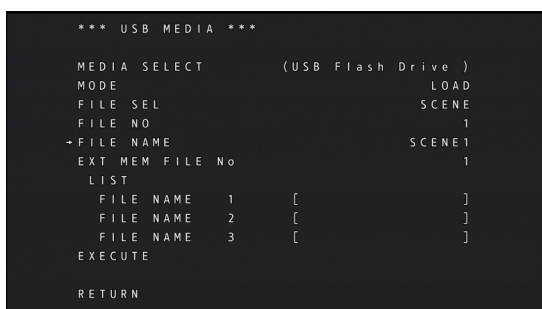 *** USB MEDIA ***
MEDIA SELECT (USB Flash Drive )
MODE LOAD
FILE SEL SCENE
FILE NO 1
→FILE NAME SCENE1
EXT MEM FILE No 1
LIST
FILE NAME 1 [ ]
FILE NAME 2 [ ]
FILE NAME 3 [ ]
EXECUTE
RETURN